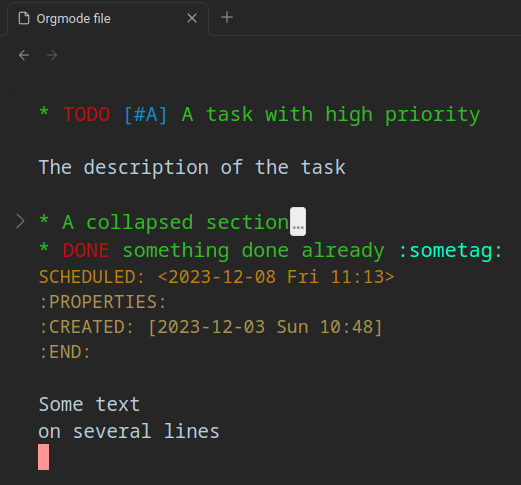 Orgmode file
* TODO [#A] A task with high priority
The description of the task
* A collapsed section…
* DONE something done already :sometag:
SCHEDULED: <2023-12-08 Fri 11:13>
:PROPERTIES:
:CREATED: [2023-12-03 Sun 10:48]
:END:
Some text
on several lines